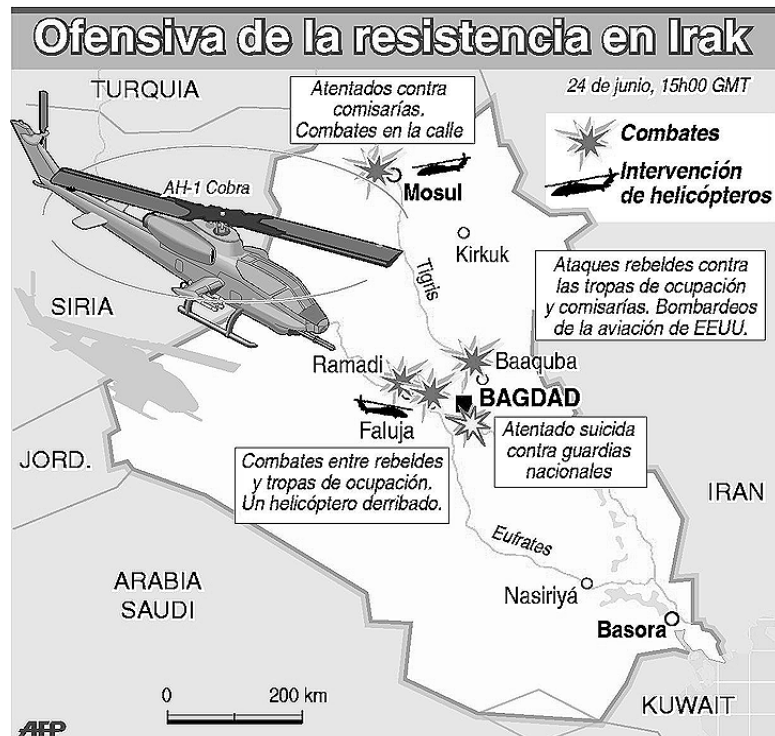 Ofensiva de la resistencia en Irak
24 de junio, 15h00 GMT
TURQUIA
Atentados contra
comisarías.
Combates en la calle
Combates
Intervención
de helicópteros
AH-1 Cobra
Mosul
Kirkuk
Tigris
Ataques rebeldes contra
las tropas de ocupación
y comisarías. Bombardeos
de la aviación de EEUU.
SIRIA
Ramadi
Baaquba
BAGDAD
Faluja
Atentado suicida
contra guardias
nacionales
JORD.
Combates entre rebeldes
y tropas de ocupación.
Un helicóptero derribado.
IRAN
Eufrates
ARABIA
SAUDI
Nasiriyá
Basora
0 200 km
KUWAIT
AFP